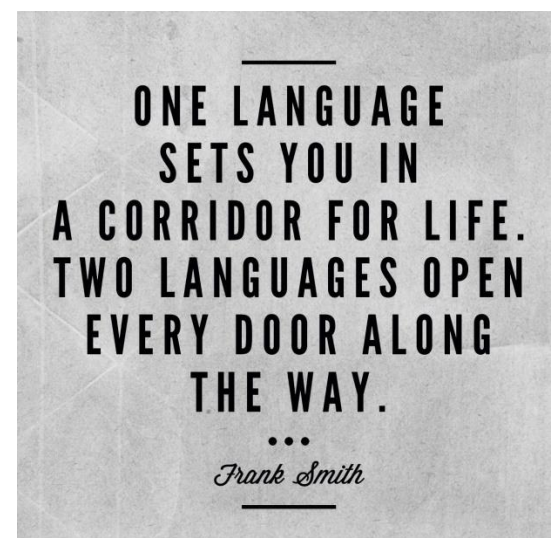 ONE LANGUAGE
SETS YOU IN
A CORRIDOR FOR LIFE.
TWO LANGUAGES OPEN
EVERY DOOR ALONG
THE WAY.
...
Frank Smith